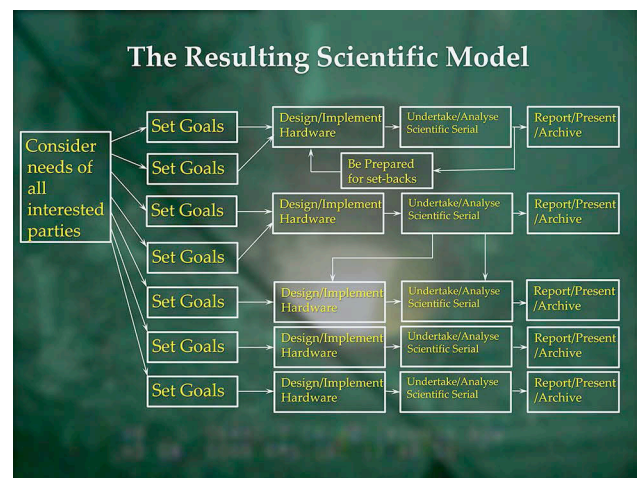 The Resulting Scientific Model
Consider
needs of
all
interested
parties
Set Goals
Design/Implement
Hardware
Undertake/Analyse
Scientific Serial
Report/Present
/Archive
Set Goals
Be Prepared
for set-backs
Set Goals
Design/Implement
Hardware
Undertake/Analyse
Scientific Serial
Report/Present
/Archive
Set Goals
Set Goals
Design/Implement
Hardware
Undertake/Analyse
Scientific Serial
Report/Present
/Archive
Set Goals
Design/Implement
Hardware
Undertake/Analyse
Scientific Serial
Report/Present
/Archive
Set Goals
Design/Implement
Hardware
Undertake/Analyse
Scientific Serial
Report/Present
/Archive